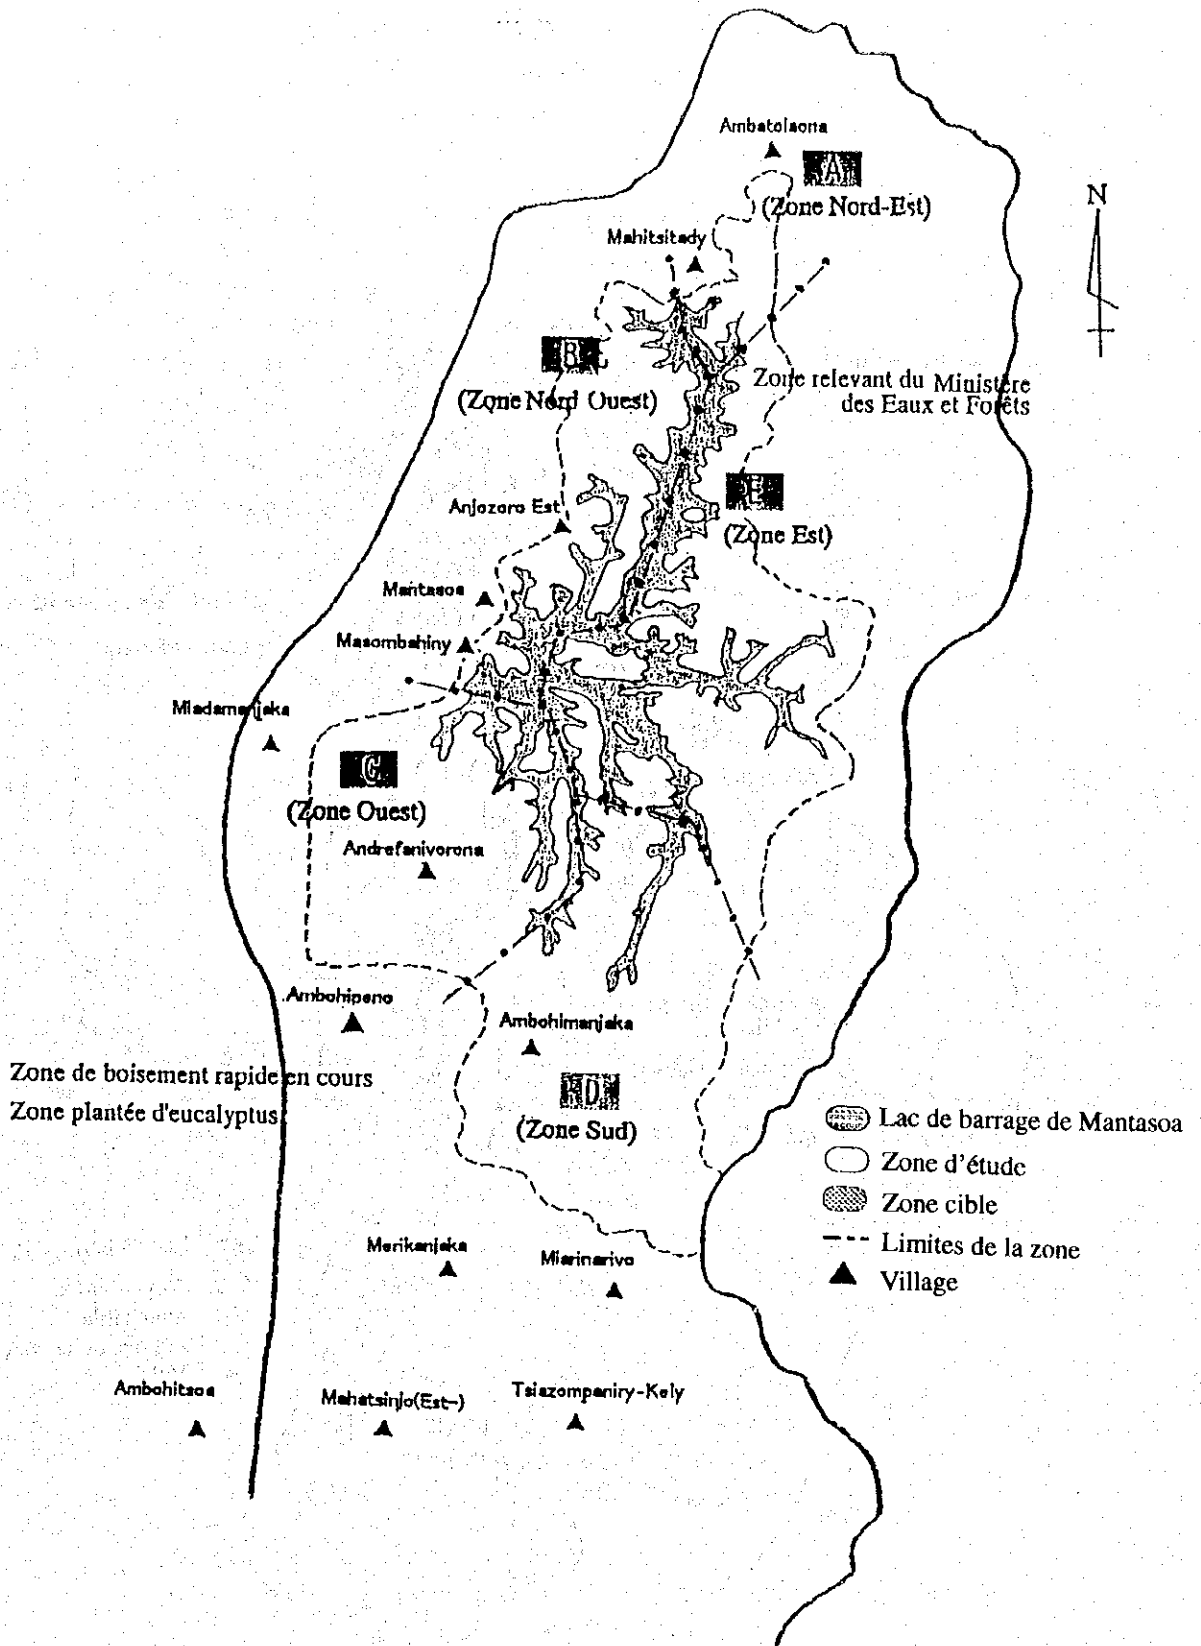 Ambatolaona
A
(Zone Nord-Est)
N
Mahitsitady
B
(Zone Nord Ouest)
Zone relevant du Ministère
des Eaux et Forêts
E
(Zone Est)
Anjozoro Est
Mantasoa
Masombahiny
Miadamanjaka
C
(Zone Ouest)
Andrefanivorona
Ambohipeno
Ambohimanjaka
Zone de boisement rapide en cours
Zone plantée d'eucalyptus
D
(Zone Sud)
Lac de barrage de Mantasoa
Zone d'étude
Zone cible
Limites de la zone
Village
Merikanjaka
Miarinarivo
Ambohitsoa
Mahatsinjo(Est-)
Tsiazompaniry-Kely